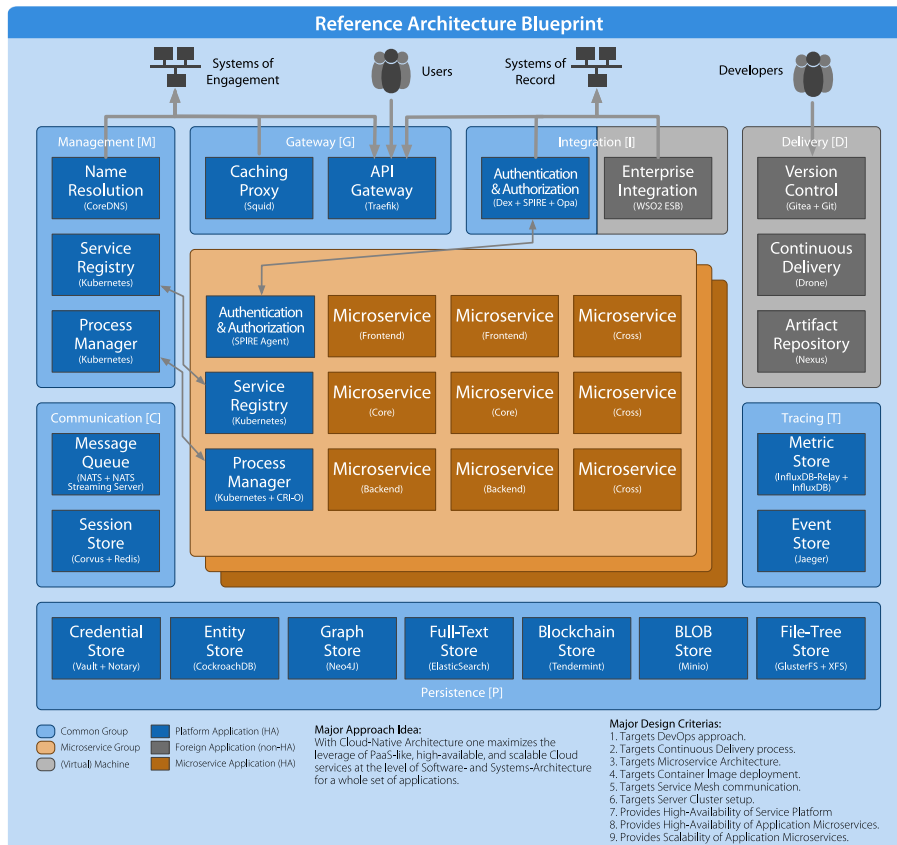 Reference Architecture Blueprint
Systems of
Engagement
Users
Systems of
Record
Developers
Management [M]
Name
Resolution
(CoreDNS)
Service
Registry
(Kubernetes)
Process
Manager
(Kubernetes)
Gateway [G]
Caching
Proxy
(Squid)
API
Gateway
(Traefik)
Integration [I]
Authentication
& Authorization
(Dex + SPIRE + Opa)
Enterprise
Integration
(WSO2 ESB)
Delivery [D]
Version
Control
(Gitea + Git)
Continuous
Delivery
(Drone)
Artifact
Repository
(Nexus)
Authentication
& Authorization
(SPIRE Agent)
Microservice
(Frontend)
Microservice
(Frontend)
Microservice
(Cross)
Service
Registry
(Kubernetes)
Microservice
(Core)
Microservice
(Core)
Microservice
(Cross)
Process
Manager
(Kubernetes + CRI-O)
Microservice
(Backend)
Microservice
(Backend)
Microservice
(Cross)
Communication [C]
Message
Queue
(NATS + NATS
Streaming Server)
Session
Store
(Corvus + Redis)
Tracing [T]
Metric
Store
(InfluxDB-Relay +
InfluxDB)
Event
Store
(Jaeger)
Credential
Store
(Vault + Notary)
Entity
Store
(CockroachDB)
Graph
Store
(Neo4J)
Full-Text
Store
(ElasticSearch)
Blockchain
Store
(Tendermint)
BLOB
Store
(Minio)
File-Tree
Store
(GlusterFS + XFS)
Persistence [P]
Common Group
Microservice Group
(Virtual) Machine
Platform Application (HA)
Foreign Application (non-HA)
Microservice Application (HA)
Major Approach Idea:
With Cloud-Native Architecture one maximizes the
leverage of PaaS-like, high-available, and scalable Cloud
services at the level of Software- and Systems-Architecture
for a whole set of applications.
Major Design Criterias:
1. Targets DevOps approach.
2. Targets Continuous Delivery process.
3. Targets Microservice Architecture.
4. Targets Container Image deployment.
5. Targets Service Mesh communication.
6. Targets Server Cluster setup.
7. Provides High-Availability of Service Platform
8. Provides High-Availability of Application Microservices.
9. Provides Scalability of Application Microservices.